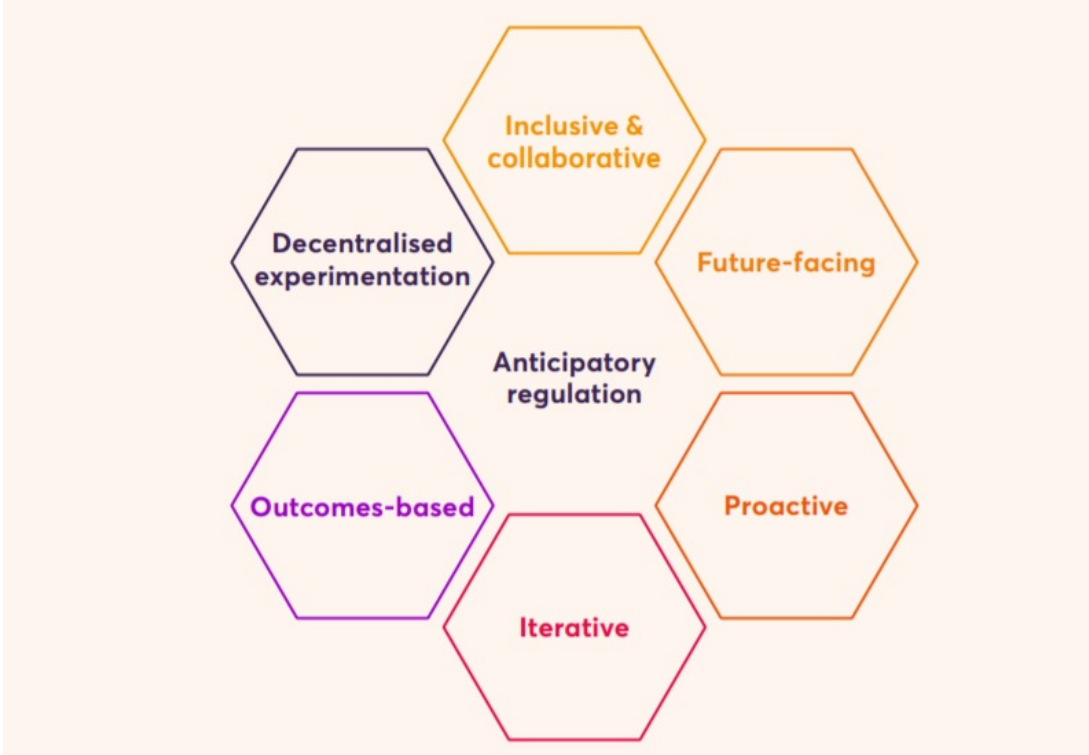 Inclusive &
collaborative
Decentralised
experimentation
Future-facing
Anticipatory
regulation
Outcomes-based
Proactive
Iterative